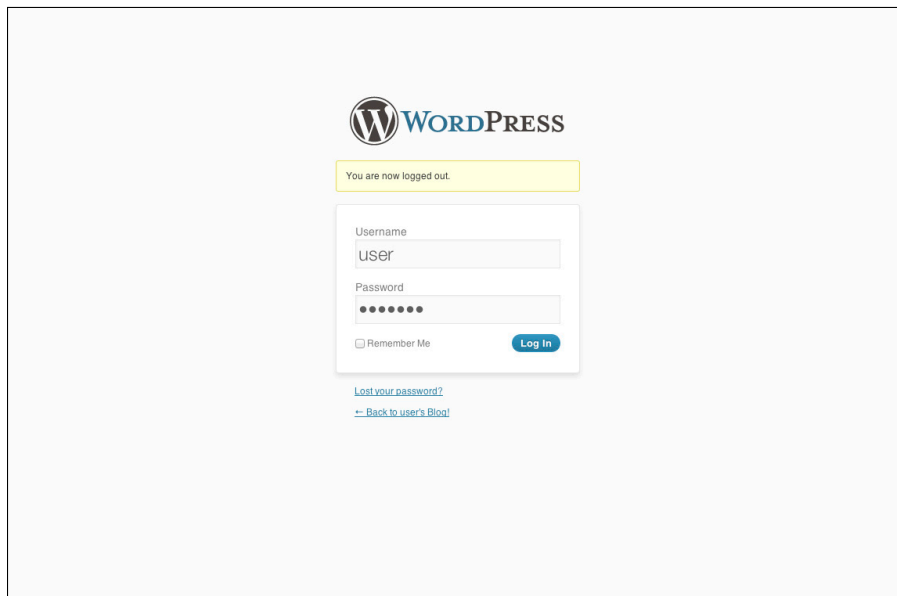 WORDPRESS
You are now logged out.
Username
user
Password
●●●●●●●
Remember Me
Log In
Lost your password?
← Back to user's Blog!